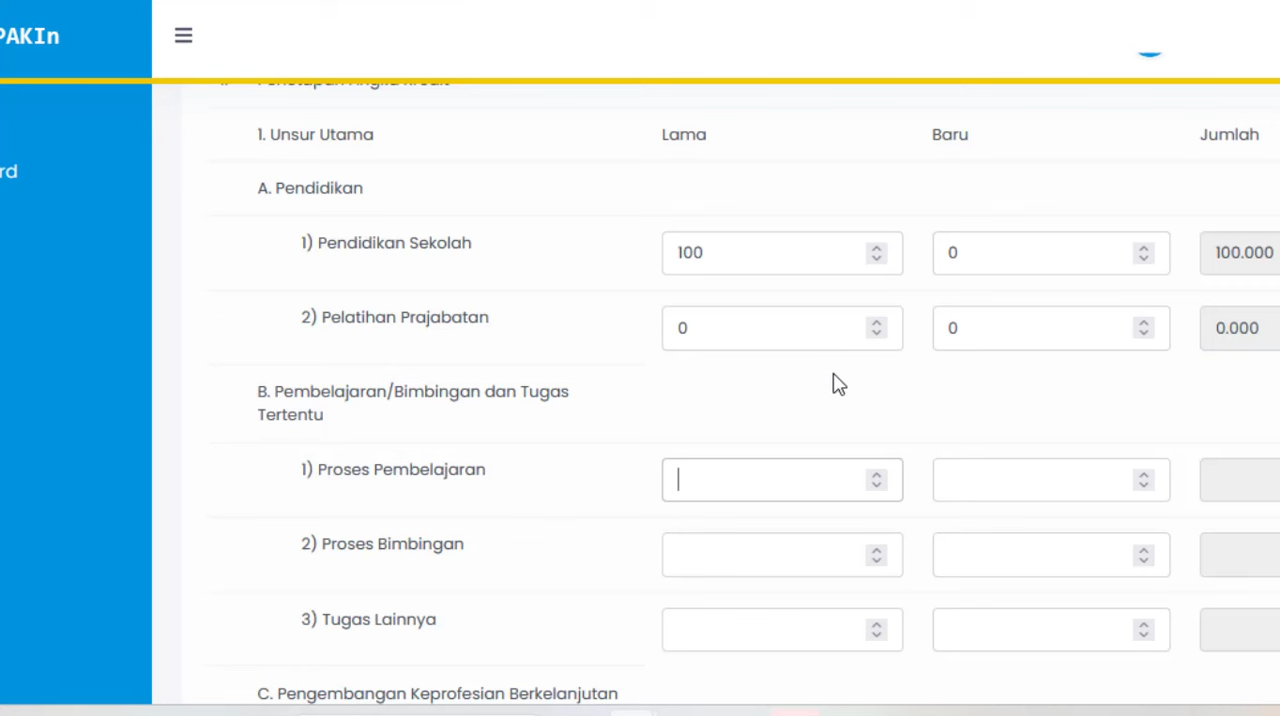 PAKIn
rd
1. Unsur Utama Lama Baru Jumlah
A. Pendidikan
1) Pendidikan Sekolah 100 0 100.000
2) Pelatihan Prajabatan 0 0 0.000
B. Pembelajaran/Bimbingan dan Tugas
Tertentu
1) Proses Pembelajaran
2) Proses Bimbingan
3) Tugas Lainnya
C. Pengembangan Keprofesian Berkelanjutan